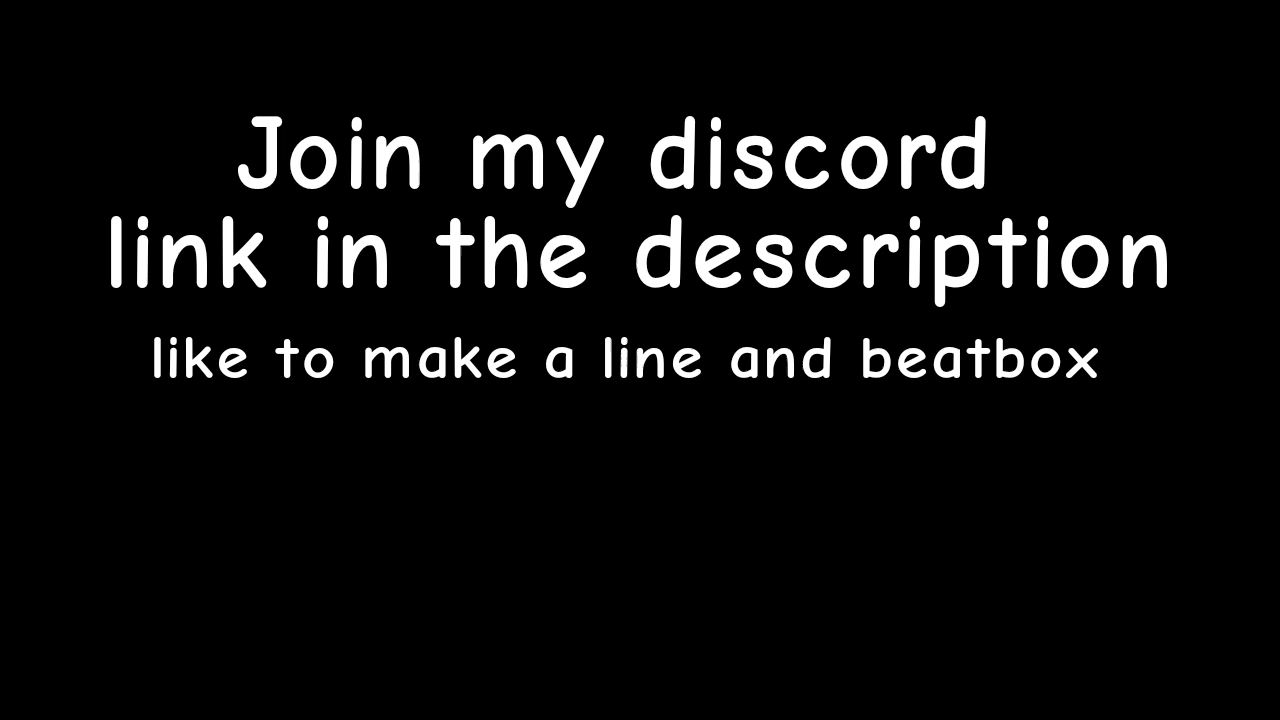 Join my discord
link in the description
like to make a line and beatbox